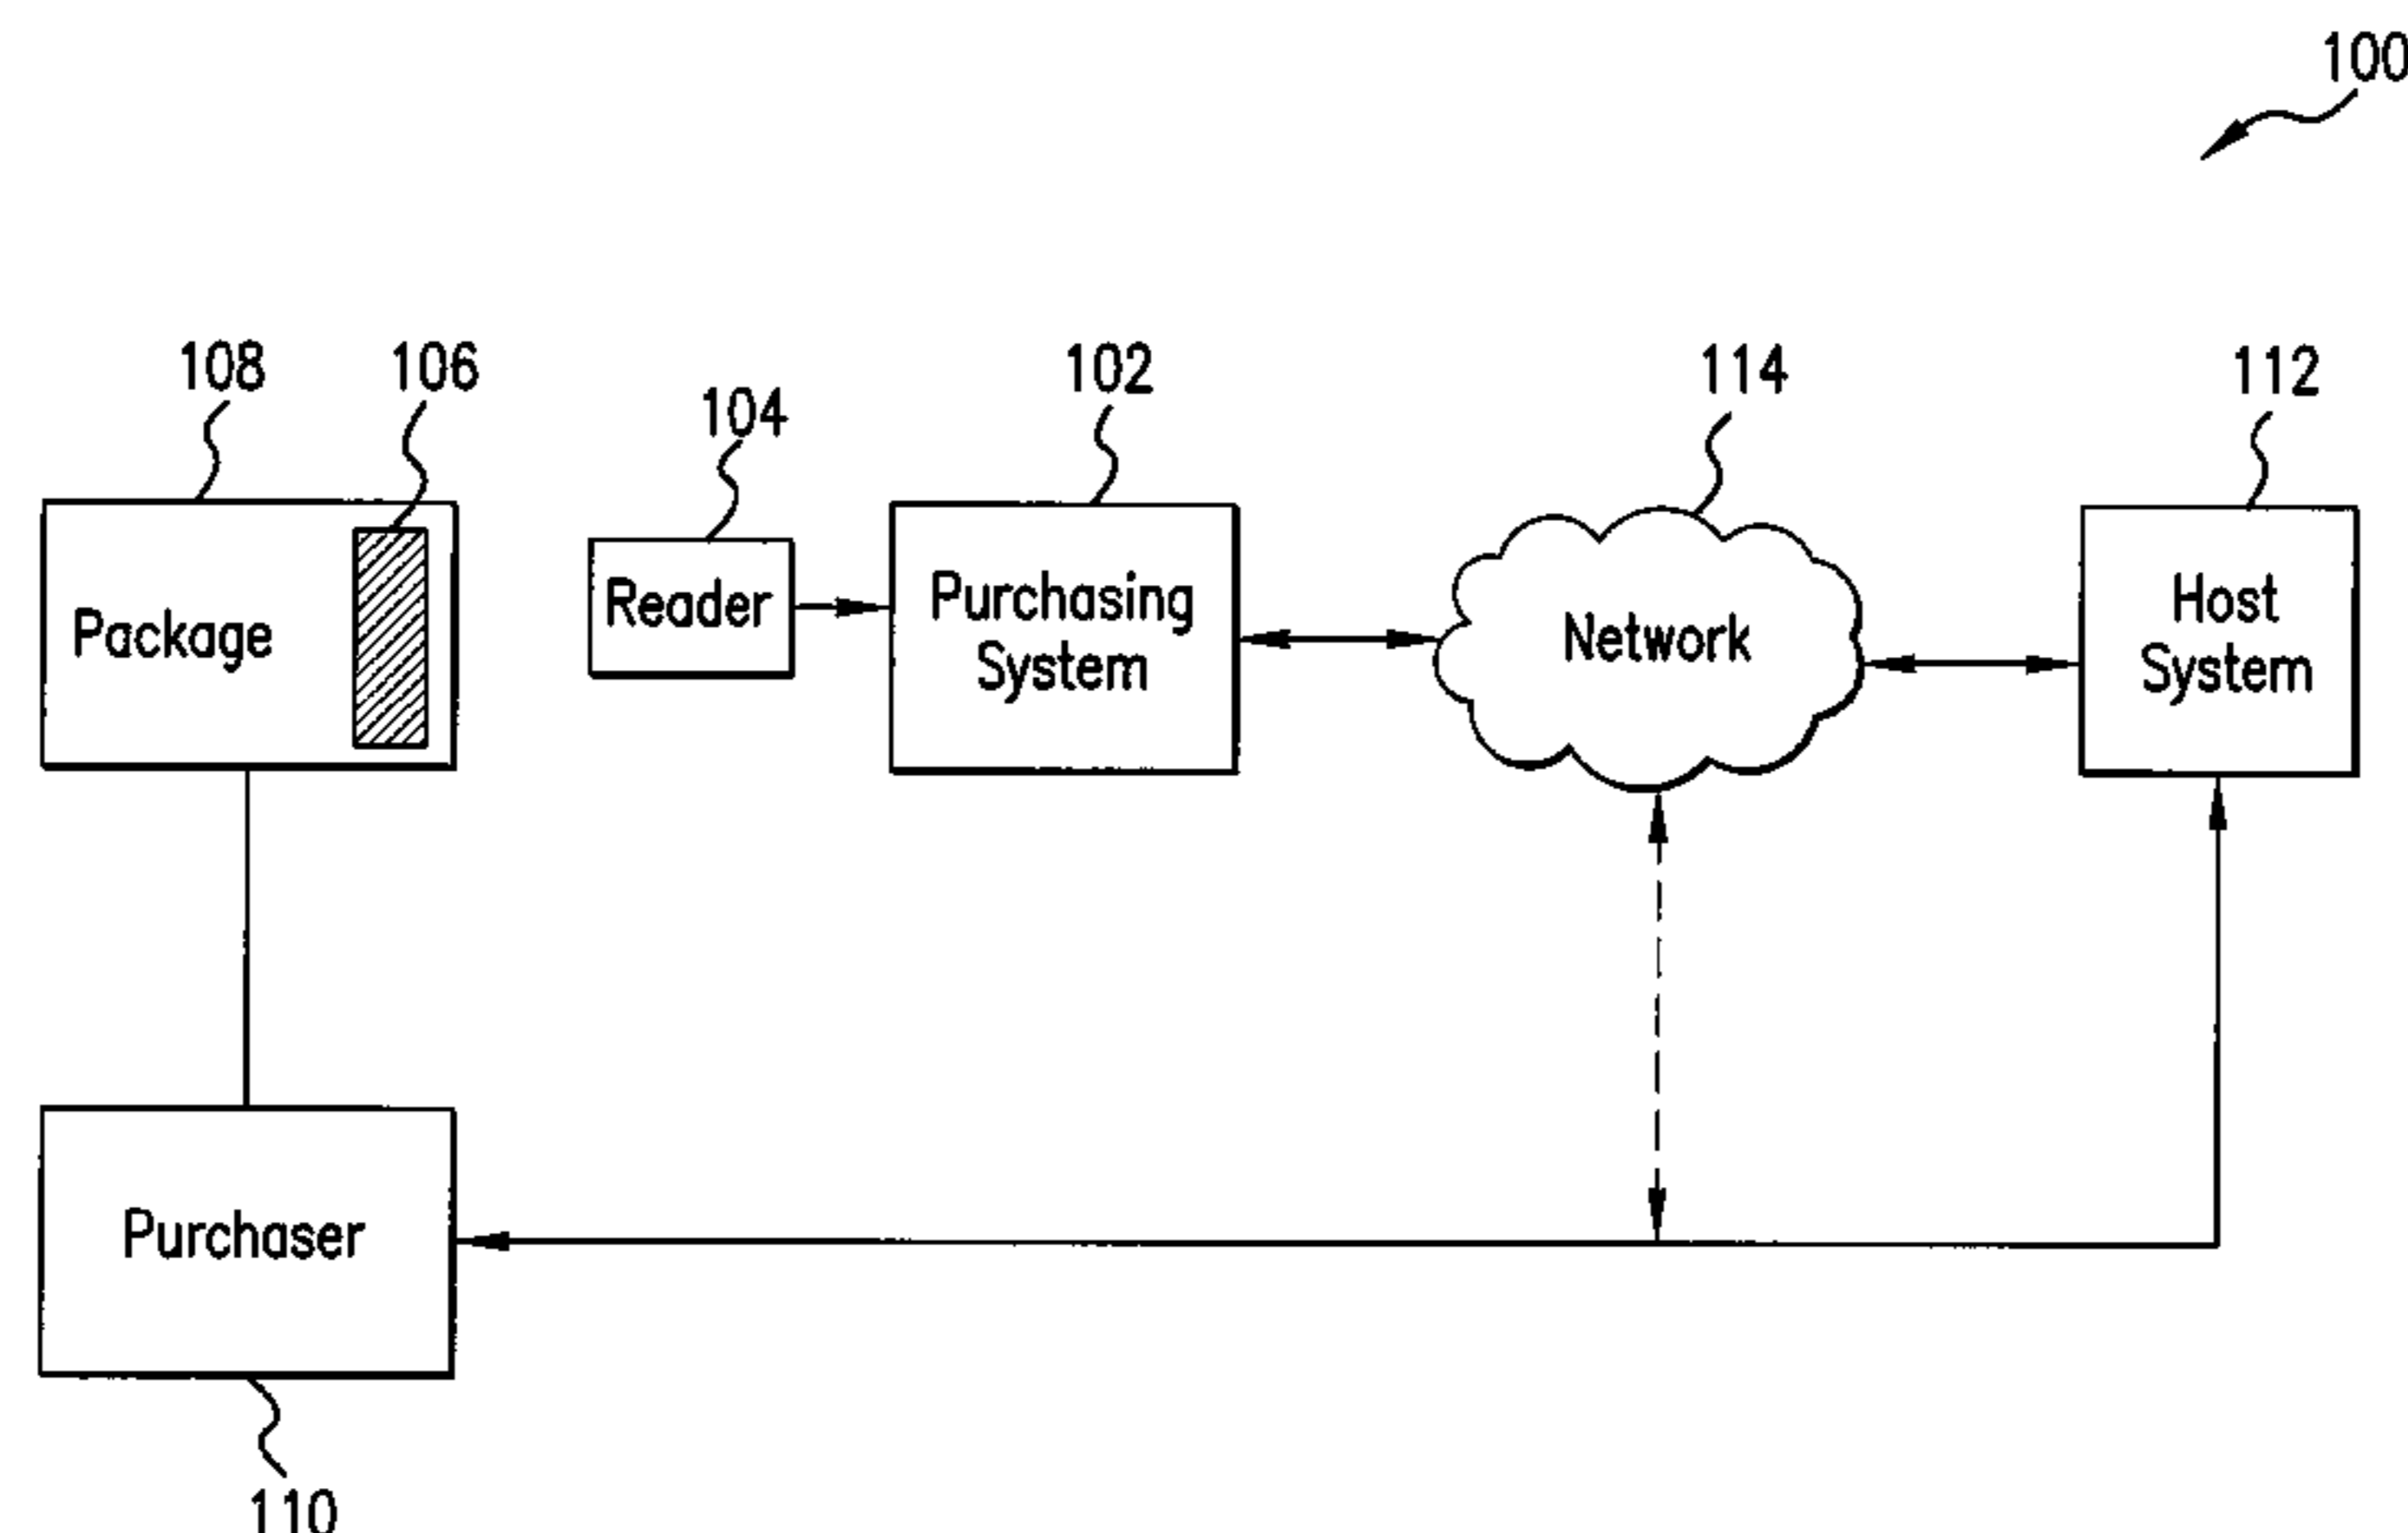 100
108
106
104
102
114
112
Package
Reader
Purchasing
System
Network
Host
System
Purchaser
110